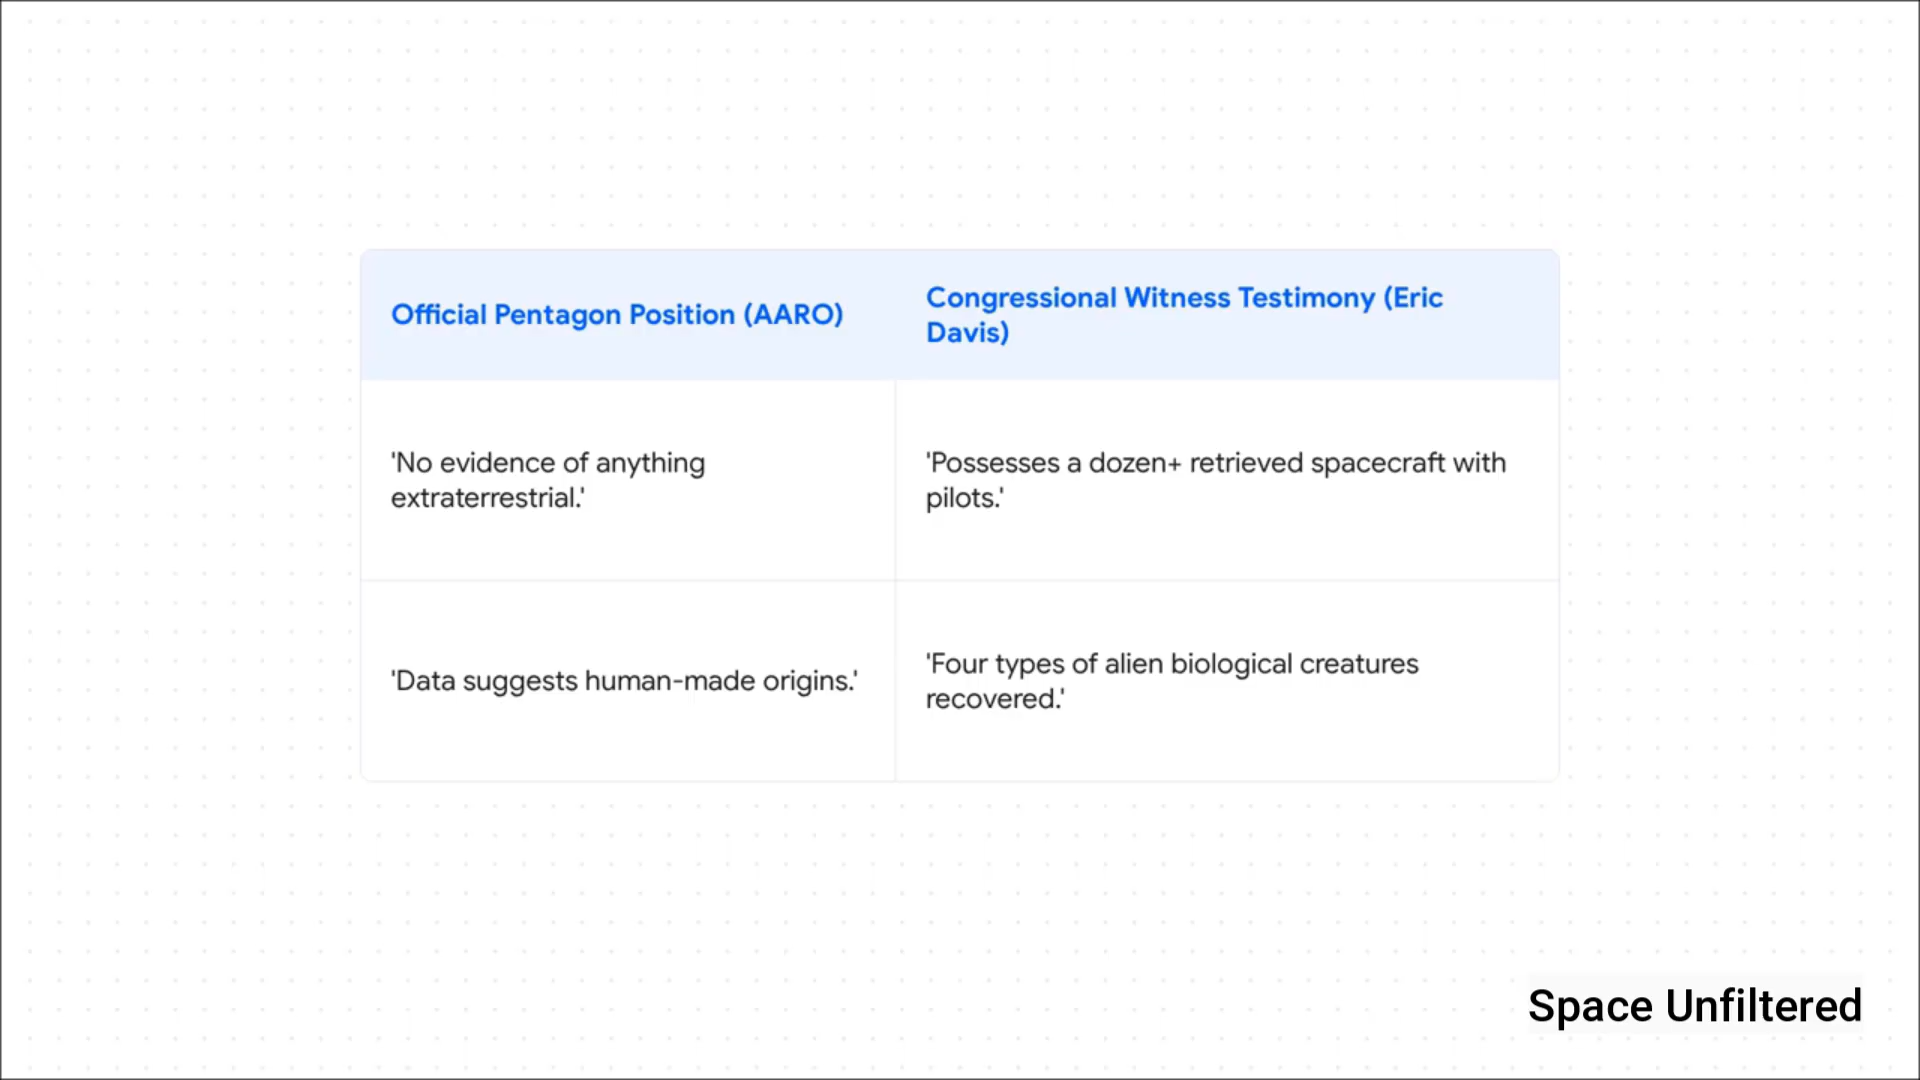 Official Pentagon Position (AARO)
Congressional Witness Testimony (Eric
Davis)
'No evidence of anything
extraterrestrial.'
'Possesses a dozen+ retrieved spacecraft with
pilots.'
'Data suggests human-made origins.'
'Four types of alien biological creatures
recovered.'
Space Unfiltered